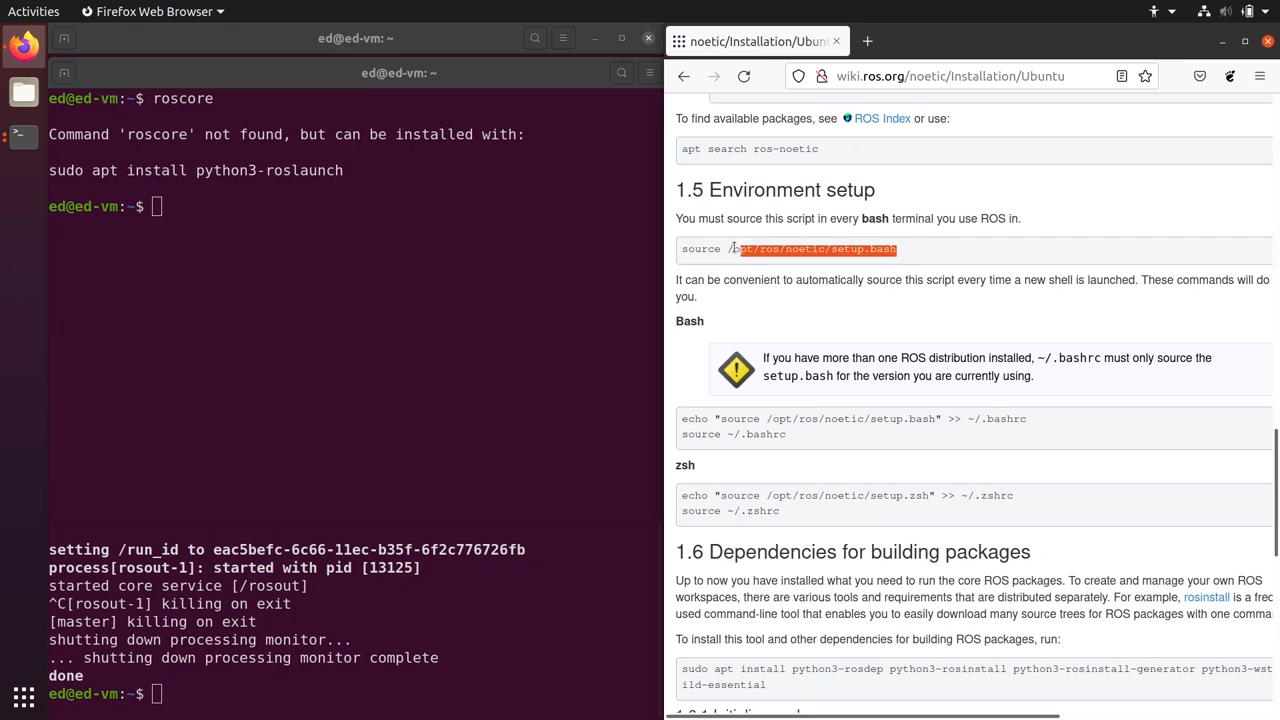 Activities
Firefox Web Browser
ed@ed-vm: ~
ed@ed-vm: ~
ed@ed-vm:~$ roscore
Command 'roscore' not found, but can be installed with:
sudo apt install python3-roslaunch
ed@ed-vm:~$
setting /run_id to eac5befc-6c66-11ec-b35f-6f2c776726fb
process[rosout-1]: started with pid [13125]
started core service [/rosout]
^C[rosout-1] killing on exit
[master] killing on exit
shutting down processing monitor...
... shutting down processing monitor complete
done
ed@ed-vm:~$
noetic/Installation/Ubun
wiki.ros.org/noetic/Installation/Ubuntu
To find available packages, see ROS Index or use:
apt search ros-noetic
1.5 Environment setup
You must source this script in every bash terminal you use ROS in.
source /opt/ros/noetic/setup.bash
It can be convenient to automatically source this script every time a new shell is launched. These commands will do
you.
Bash
If you have more than one ROS distribution installed, ~/.bashrc must only source the
setup.bash for the version you are currently using.
echo "source /opt/ros/noetic/setup.bash" >> ~/.bashrc
source ~/.bashrc
zsh
echo "source /opt/ros/noetic/setup.zsh" >> ~/.zshrc
source ~/.zshrc
1.6 Dependencies for building packages
Up to now you have installed what you need to run the core ROS packages. To create and manage your own ROS
workspaces, there are various tools and requirements that are distributed separately. For example, rosinstall is a freq
used command-line tool that enables you to easily download many source trees for ROS packages with one comma
To install this tool and other dependencies for building ROS packages, run:
sudo apt install python3-rosdep python3-rosinstall python3-rosinstall-generator python3-wst
ild-essential